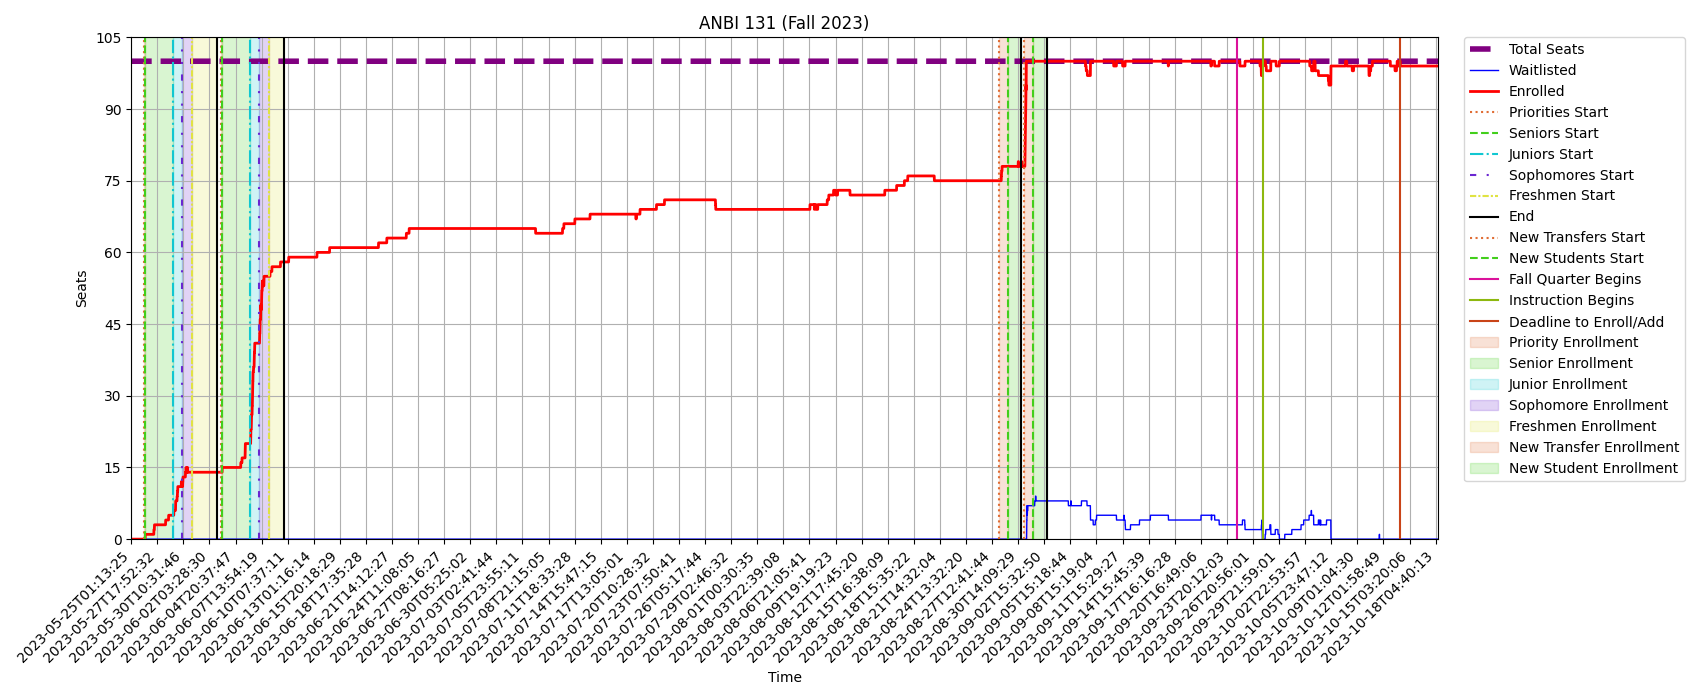 ANBI 131 (Fall 2023)
105
90
75
60
45
30
15
0
Seats
2023-05-25T01:13:25
2023-05-27T17:52:32
2023-05-30T10:31:46
2023-06-02T03:28:30
2023-06-04T20:37:47
2023-06-07T13:54:19
2023-06-10T07:37:11
2023-06-13T01:16:14
2023-06-15T20:18:29
2023-06-18T17:35:28
2023-06-21T14:12:27
2023-06-24T11:08:05
2023-06-27T08:16:27
2023-06-30T05:25:02
2023-07-03T02:41:44
2023-07-05T23:55:11
2023-07-08T21:15:05
2023-07-11T18:33:28
2023-07-14T15:47:15
2023-07-17T13:05:01
2023-07-20T10:28:32
2023-07-23T07:50:41
2023-07-26T05:17:44
2023-07-29T02:46:32
2023-08-01T00:30:35
2023-08-03T22:39:08
2023-08-06T21:05:41
2023-08-09T19:19:23
2023-08-12T17:45:20
2023-08-15T16:38:09
2023-08-18T15:35:22
2023-08-21T14:32:04
2023-08-24T13:32:20
2023-08-27T12:41:44
2023-08-30T14:09:29
2023-09-02T15:32:50
2023-09-05T15:18:44
2023-09-08T15:19:04
2023-09-11T15:29:27
2023-09-14T15:45:39
2023-09-17T16:16:28
2023-09-20T16:49:06
2023-09-23T20:12:03
2023-09-26T20:56:01
2023-09-29T21:59:01
2023-10-02T22:53:57
2023-10-05T23:47:12
2023-10-09T01:04:30
2023-10-12T01:58:49
2023-10-15T03:20:06
2023-10-18T04:40:13
Time
Total Seats
Waitlisted
Enrolled
Priorities Start
Seniors Start
Juniors Start
Sophomores Start
Freshmen Start
End
New Transfers Start
New Students Start
Fall Quarter Begins
Instruction Begins
Deadline to Enroll/Add
Priority Enrollment
Senior Enrollment
Junior Enrollment
Sophomore Enrollment
Freshmen Enrollment
New Transfer Enrollment
New Student Enrollment